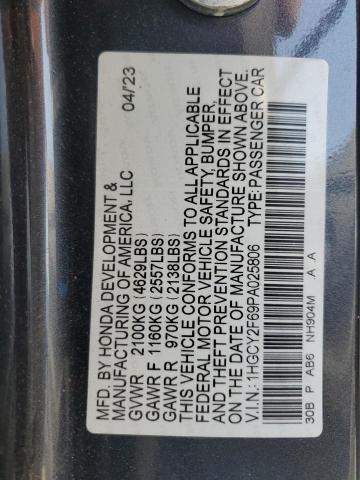 MFD. BY HONDA DEVELOPMENT & 04/23
MANUFACTURING OF AMERICA, LLC
GVWR 2100KG (4629LBS)
GAWR F 1160KG (2557LBS)
GAWR R 970KG (2138LBS)
THIS VEHICLE CONFORMS TO ALL APPLICABLE
FEDERAL MOTOR VEHICLE SAFETY, BUMPER,
AND THEFT PREVENTION STANDARDS IN EFFECT
ON THE DATE OF MANUFACTURE SHOWN ABOVE.
V.I.N.: 1HGCY2F69PA025806 TYPE: PASSENGER CAR
30B P AB6 NH904M A A